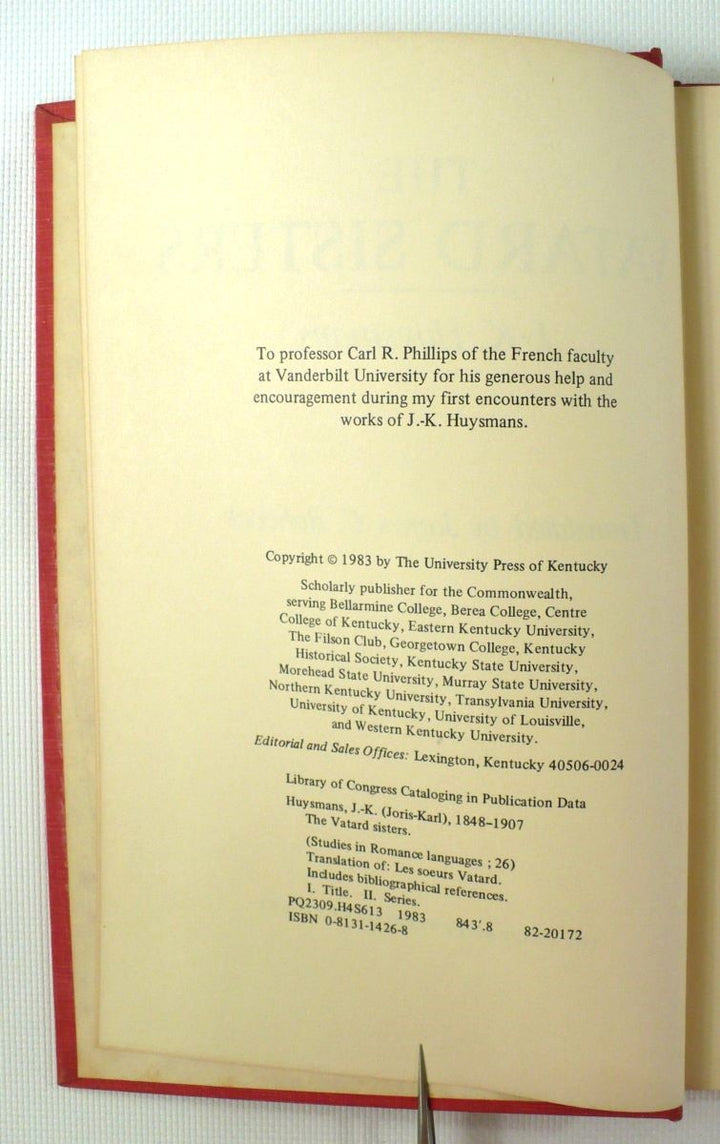 To professor Carl R. Phillips of the French faculty
at Vanderbilt University for his generous help and
encouragement during my first encounters with the
works of J.-K. Huysmans.
Copyright © 1983 by The University Press of Kentucky
Scholarly publisher for the Commonwealth,
serving Bellarmine College, Berea College, Centre
College of Kentucky, Eastern Kentucky University,
The Filson Club, Georgetown College, Kentucky
Historical Society, Kentucky State University,
Morehead State University, Murray State University,
Northern Kentucky University, Transylvania University,
University of Kentucky, University of Louisville,
and Western Kentucky University.
Editorial and Sales Offices: Lexington, Kentucky 40506-0024
Library of Congress Cataloging in Publication Data
Huysmans, J.-K. (Joris-Karl), 1848–1907
The Vatard sisters.
(Studies in Romance languages ; 26)
Translation of: Les soeurs Vatard.
Includes bibliographical references.
I. Title. II. Series.
PQ2309.H4S613 1983 843'.8 82-20172
ISBN 0-8131-1426-8